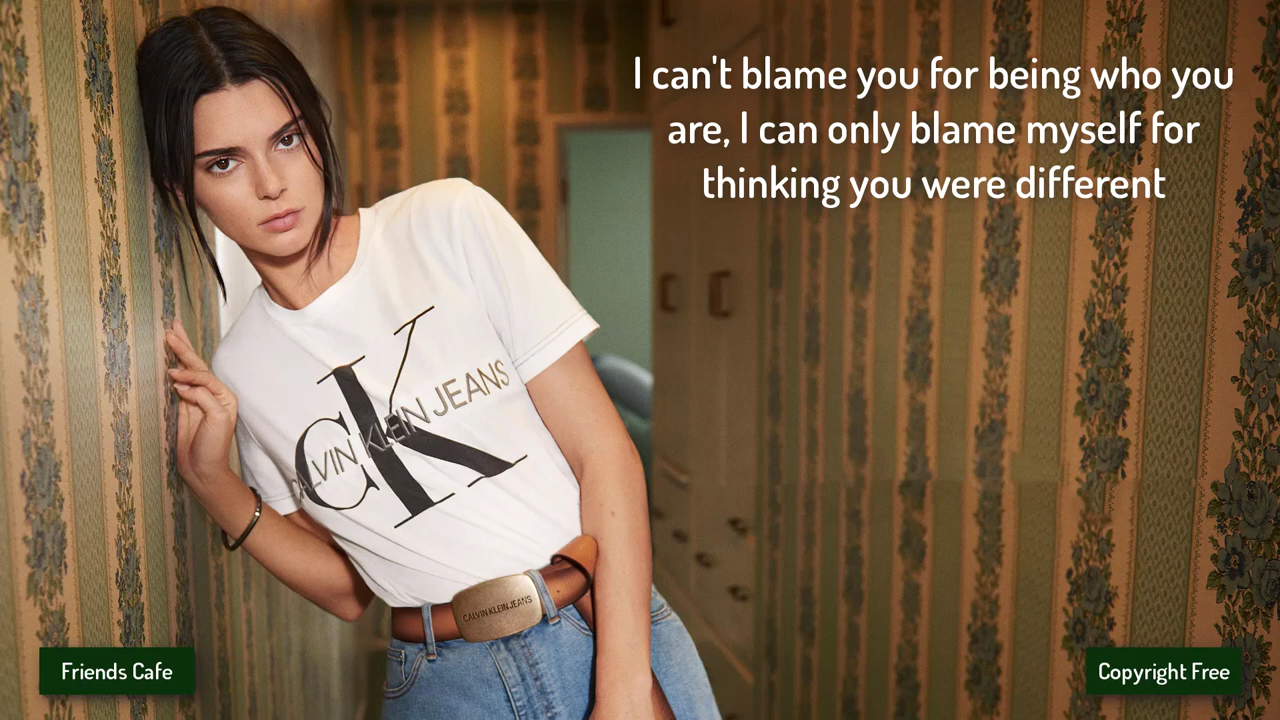 I can't blame you for being who you
are, I can only blame myself for
thinking you were different
CK
CALVIN KLEIN JEANS
CALVIN KLEIN JEANS
Friends Cafe
Copyright Free